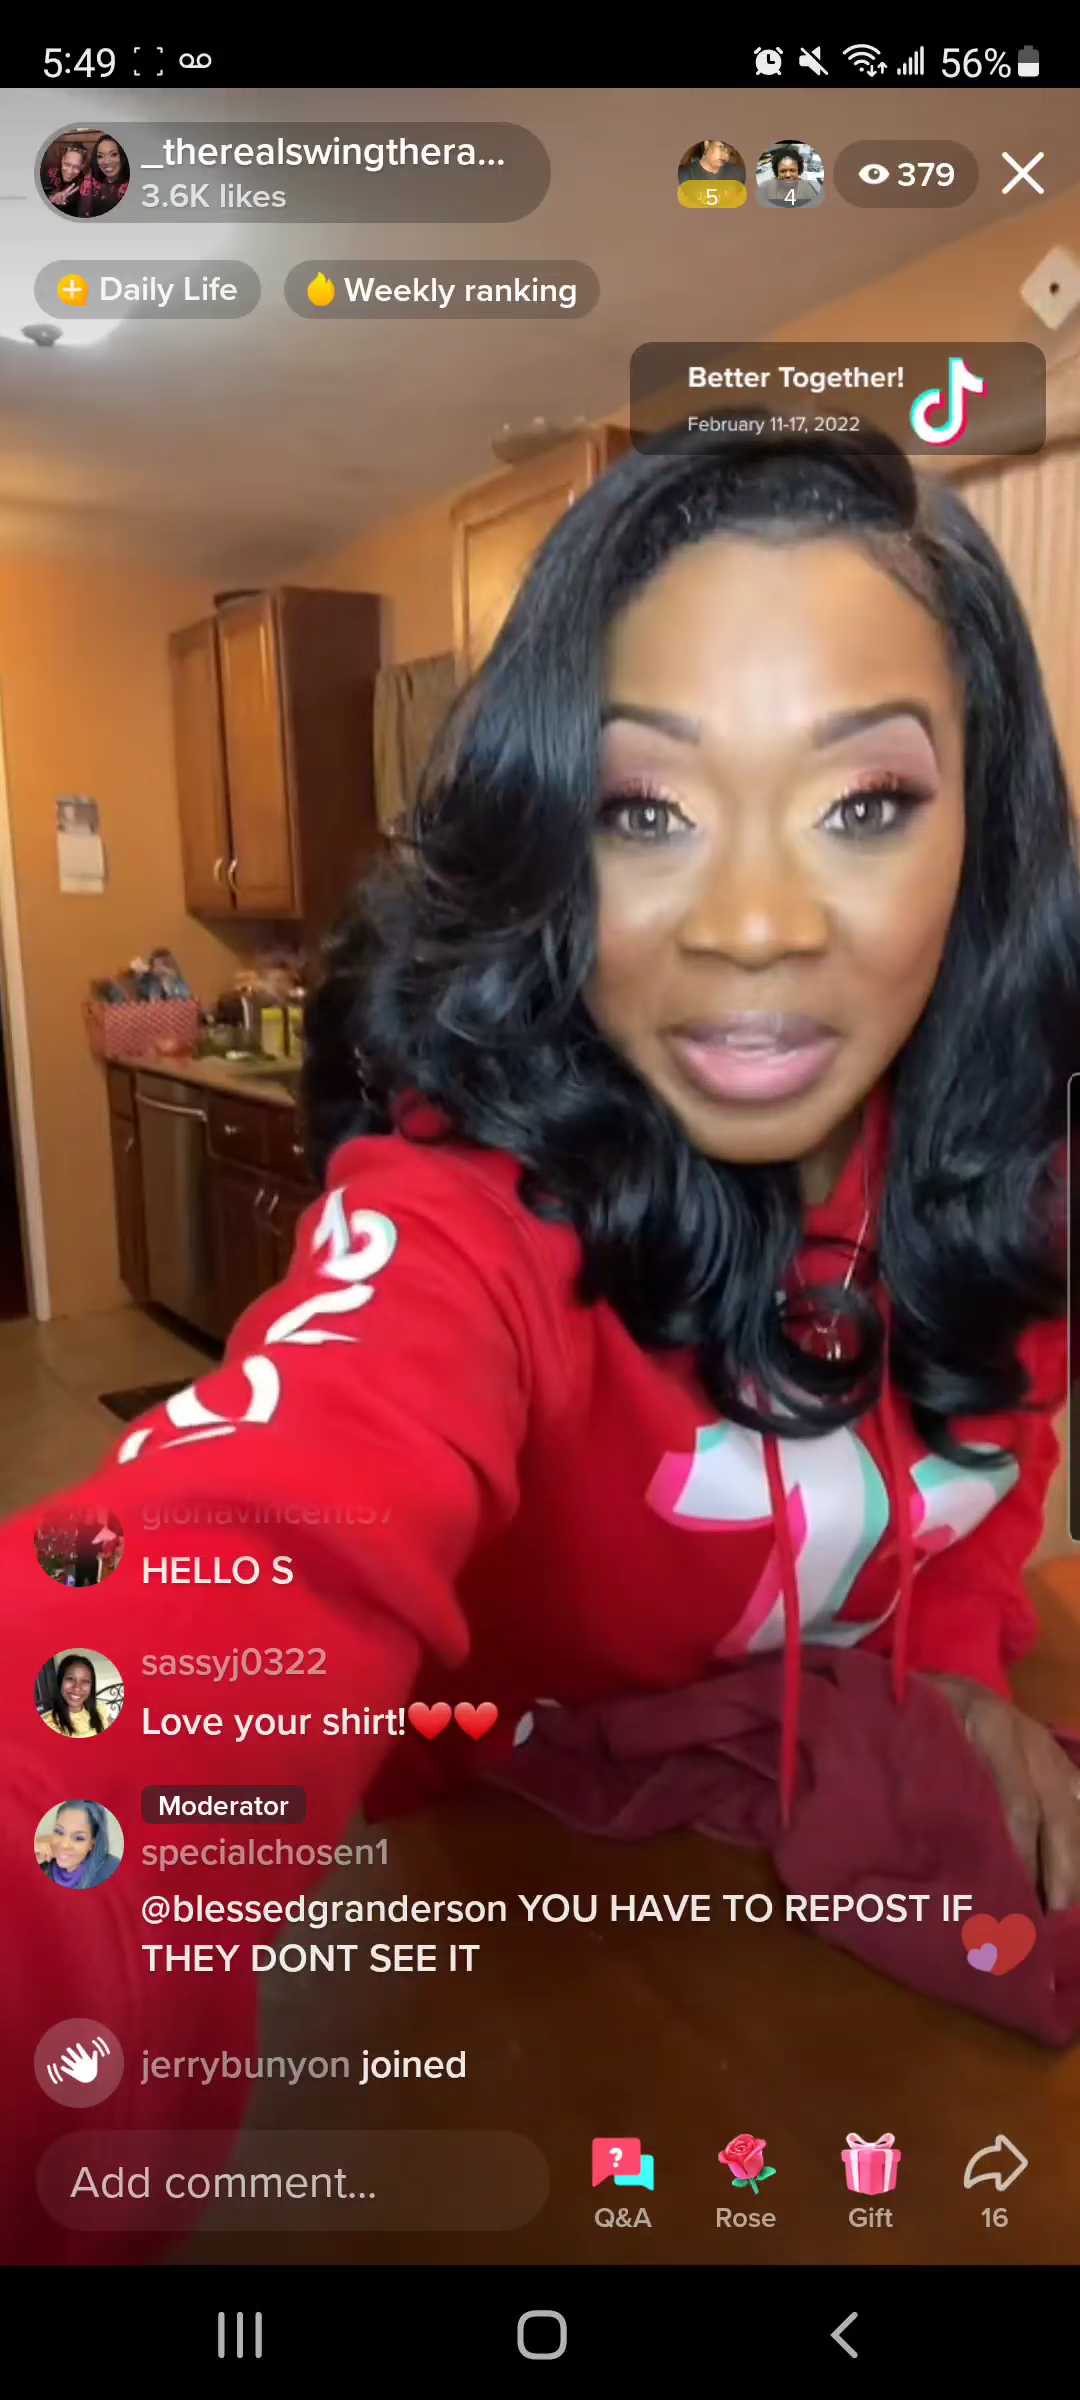 5:49
56%
_therealswingthera...
3.6K likes
5
4
379
Daily Life
Weekly ranking
Better Together!
February 11-17, 2022
gloriavincent57
HELLO S
sassyj0322
Love your shirt!❤️❤️
Moderator
specialchosen1
@blessedgranderson YOU HAVE TO REPOST IF
THEY DONT SEE IT
jerrybunyon joined
Add comment...
Q&A
Rose
Gift
16